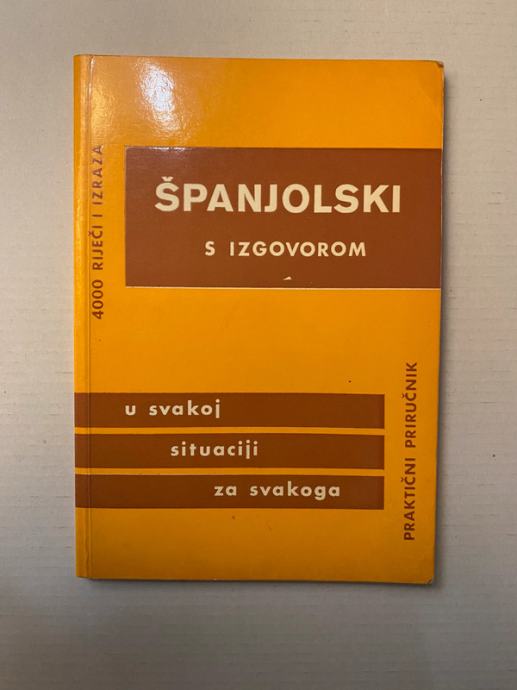 4000 RIJEČI I IZRAZA
ŠPANJOLSKI
S IZGOVOROM
u svakoj
situaciji
za svakoga
PRAKTIČNI PRIRUČNIK